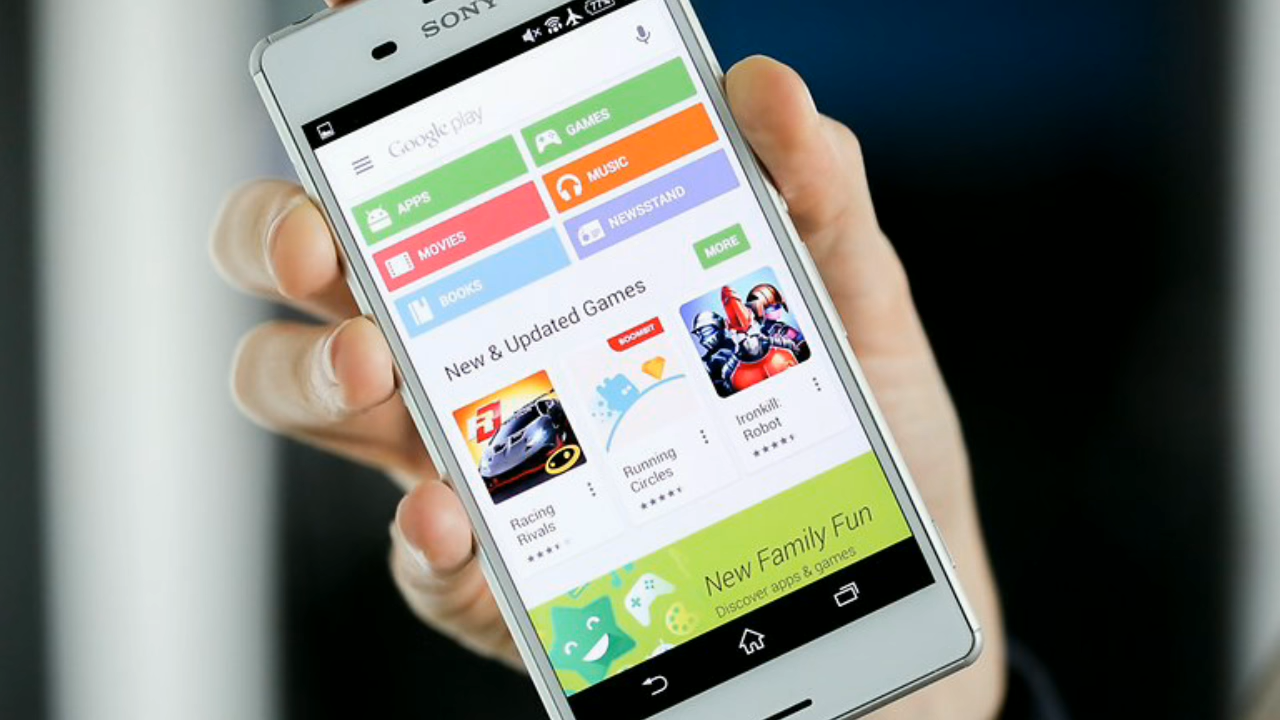 SONY
77%
Google play
APPS
GAMES
MOVIES
MUSIC
BOOKS
NEWSSTAND
MORE
New & Updated Games
BOOMBIT
Racing
Rivals
Running
Circles
Ironkill:
Robot
New Family Fun
Discover apps & games